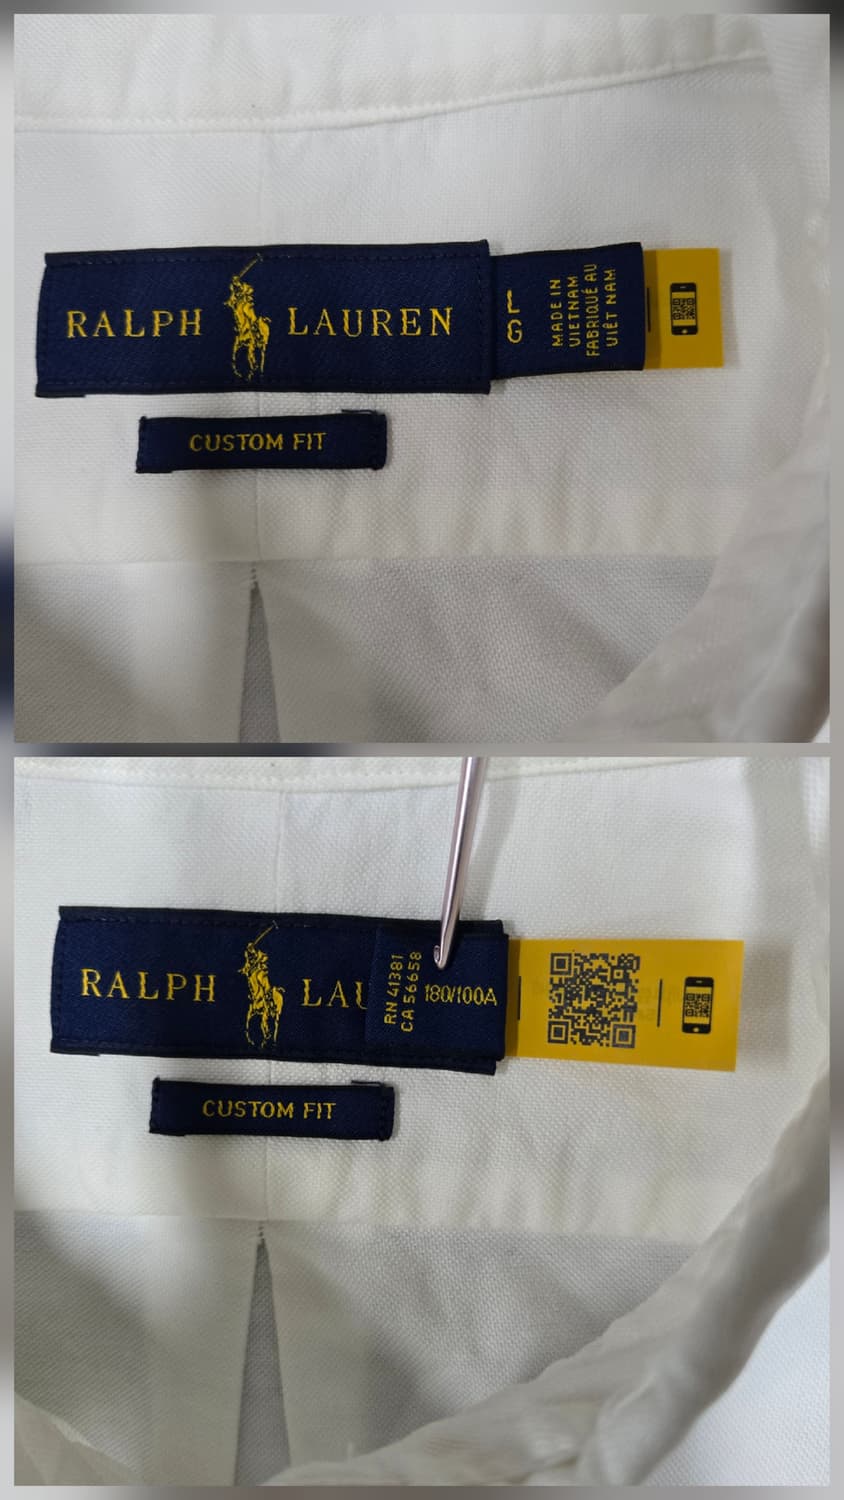 RALPH LAUREN
L
G
MADE IN
VIETNAM
FABRIQUÉ AU
VIÊT NAM
CUSTOM FIT
RALPH LAU
RN 41381
CA 56658
180/100A
CUSTOM FIT